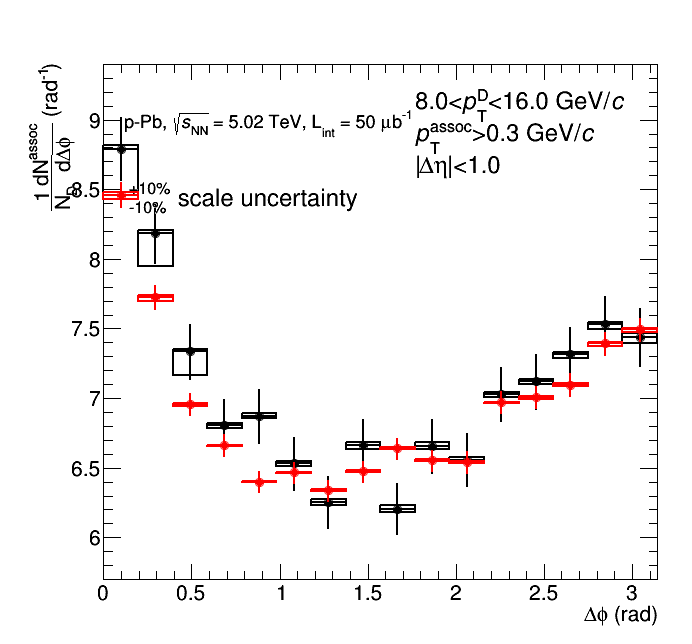 1 dN^assoc / N_D dΔϕ (rad⁻¹)
p-Pb, √s_NN = 5.02 TeV, L_int = 50 μb⁻¹
8.0<p_T^D<16.0 GeV/c
p_T^assoc>0.3 GeV/c
|Δη|<1.0
+10%
-10% scale uncertainty
9
8.5
8
7.5
7
6.5
6
0 0.5 1 1.5 2 2.5 3
Δϕ (rad)